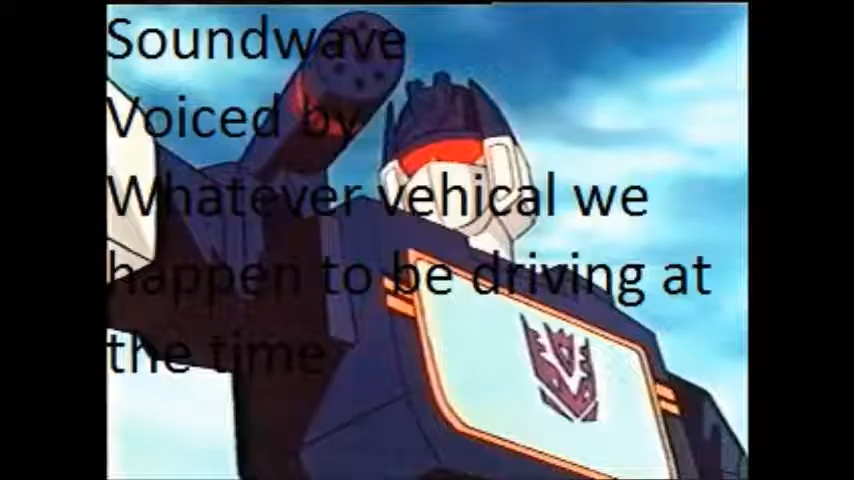 Soundwave
Voiced by
Whatever vehical we
happen to be driving at
the time